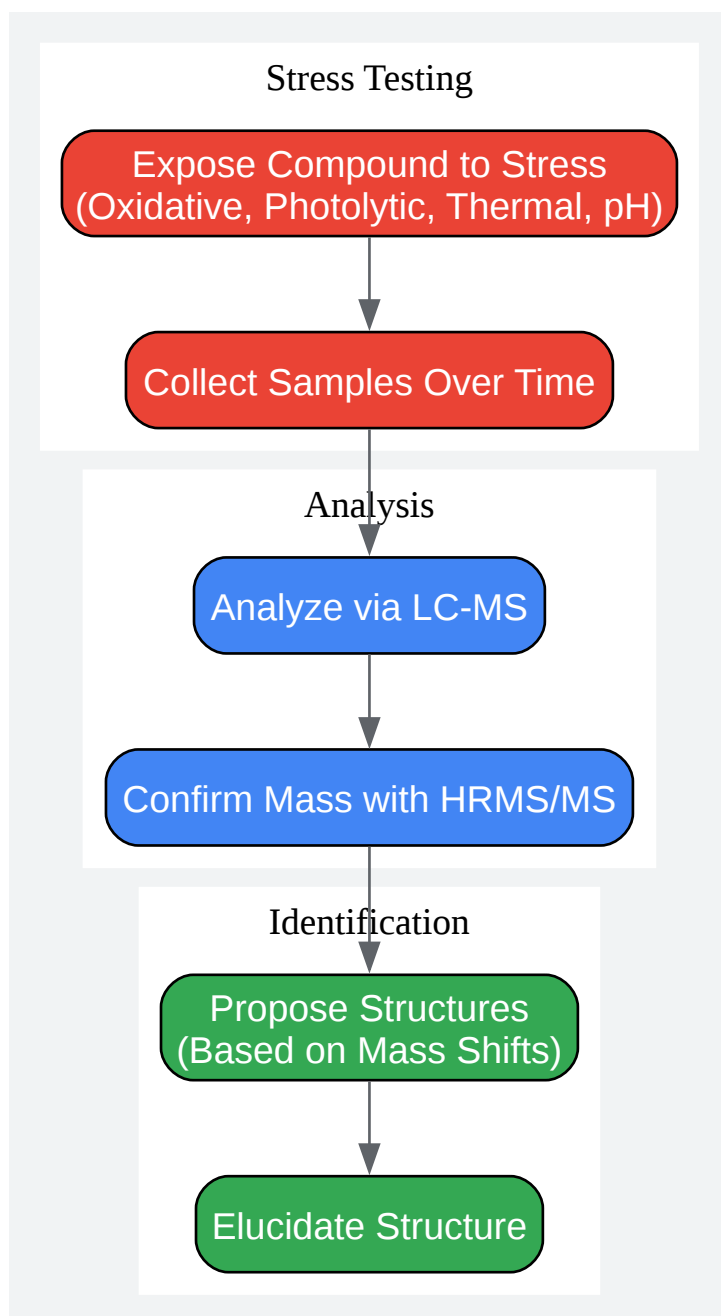 Stress Testing
Expose Compound to Stress
(Oxidative, Photolytic, Thermal, pH)
Collect Samples Over Time
Analysis
Analyze via LC-MS
Confirm Mass with HRMS/MS
Identification
Propose Structures
(Based on Mass Shifts)
Elucidate Structure